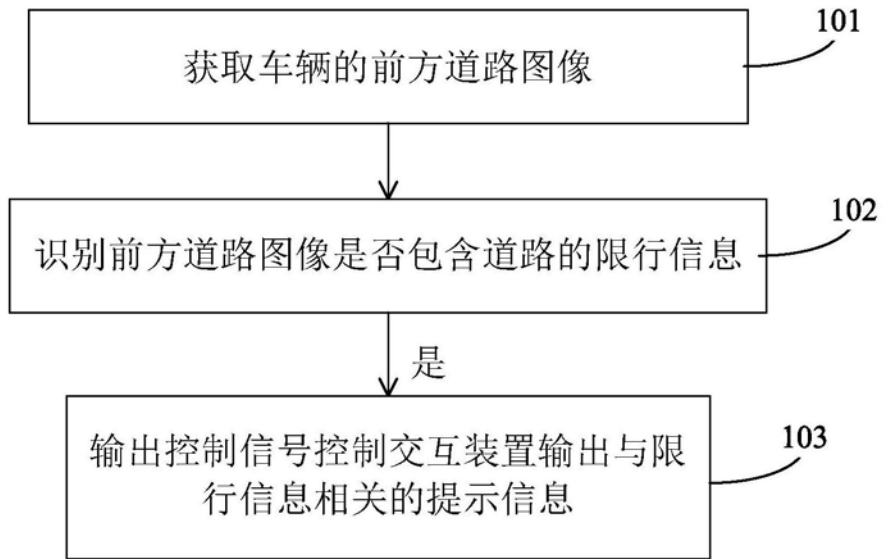 101
获取车辆的前方道路图像
102
识别前方道路图像是否包含道路的限行信息
是
103
输出控制信号控制交互装置输出与限
行信息相关的提示信息